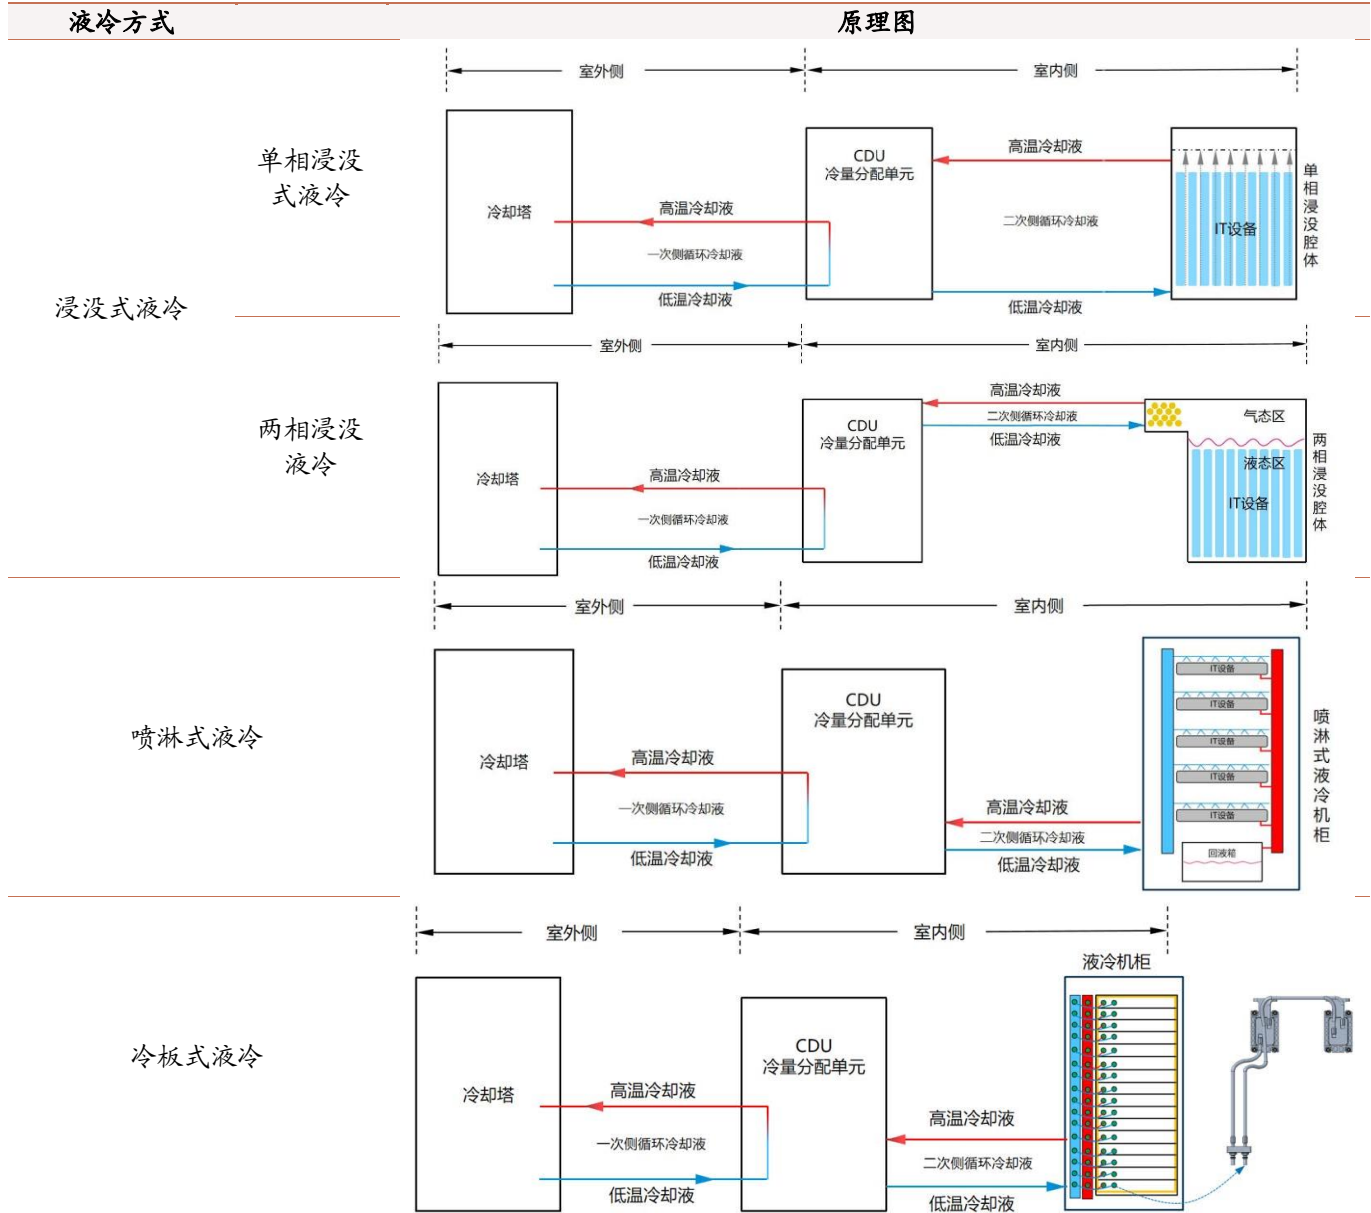 液冷方式
原理图
浸没式液冷
单相浸没
式液冷
室外侧
室内侧
冷却塔
高温冷却液
一次侧循环冷却液
低温冷却液
CDU
冷量分配单元
高温冷却液
二次侧循环冷却液
低温冷却液
IT设备
单相浸没腔体
两相浸没
液冷
室外侧
室内侧
冷却塔
高温冷却液
一次侧循环冷却液
低温冷却液
CDU
冷量分配单元
高温冷却液
二次侧循环冷却液
低温冷却液
气态区
液态区
IT设备
两相浸没腔体
喷淋式液冷
室外侧
室内侧
冷却塔
高温冷却液
一次侧循环冷却液
低温冷却液
CDU
冷量分配单元
高温冷却液
二次侧循环冷却液
低温冷却液
IT设备
IT设备
IT设备
IT设备
IT设备
回液箱
喷淋式液冷机柜
冷板式液冷
室外侧
室内侧
冷却塔
高温冷却液
一次侧循环冷却液
低温冷却液
CDU
冷量分配单元
高温冷却液
二次侧循环冷却液
低温冷却液
液冷机柜